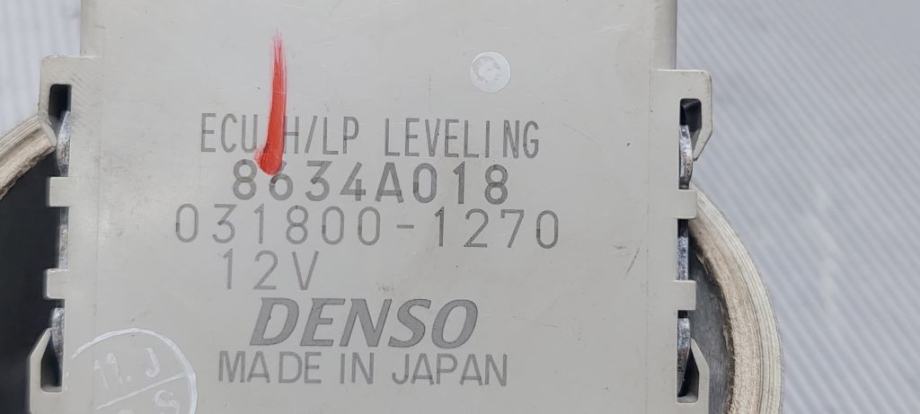 ECU H/LP LEVELING
8634A018
031800-1270
12V
DENSO
MADE IN JAPAN